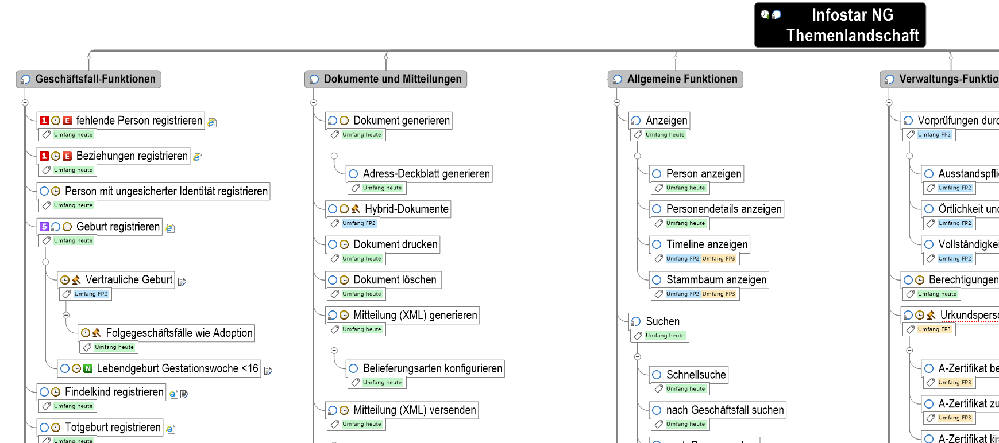 Infostar NG
Themenlandschaft
Geschäftsfall-Funktionen
1 E fehlende Person registrieren
Umfang heute
1 E Beziehungen registrieren
Umfang heute
Person mit ungesicherter Identität registrieren
Umfang heute
5 Geburt registrieren
Umfang heute
Vertrauliche Geburt
Umfang FP2
Folgegeschäftsfälle wie Adoption
Umfang heute
N Lebendgeburt Gestationswoche <16
Findelkind registrieren
Umfang heute
Totgeburt registrieren
Umfang heute
Dokumente und Mitteilungen
Dokument generieren
Umfang heute
Adress-Deckblatt generieren
Umfang heute
Hybrid-Dokumente
Umfang FP2
Dokument drucken
Umfang heute
Dokument löschen
Umfang heute
Mitteilung (XML) generieren
Umfang heute
Belieferungsarten konfigurieren
Umfang heute
Mitteilung (XML) versenden
Umfang heute
Allgemeine Funktionen
Anzeigen
Umfang heute
Person anzeigen
Umfang heute
Personendetails anzeigen
Umfang heute
Timeline anzeigen
Umfang FP2, Umfang FP3
Stammbaum anzeigen
Umfang FP2, Umfang FP3
Suchen
Umfang heute
Schnellsuche
Umfang heute
nach Geschäftsfall suchen
Umfang heute
Verwaltungs-Funktio
Vorprüfungen durc
Umfang FP2
Ausstandspfli
Umfang FP2
Örtlichkeit und
Umfang FP2
Vollständigkei
Umfang FP2
Berechtigungen
Umfang heute
Urkundsperso
Umfang FP3
A-Zertifikat be
Umfang FP3
A-Zertifikat zu
Umfang FP3
A-Zertifikat lö